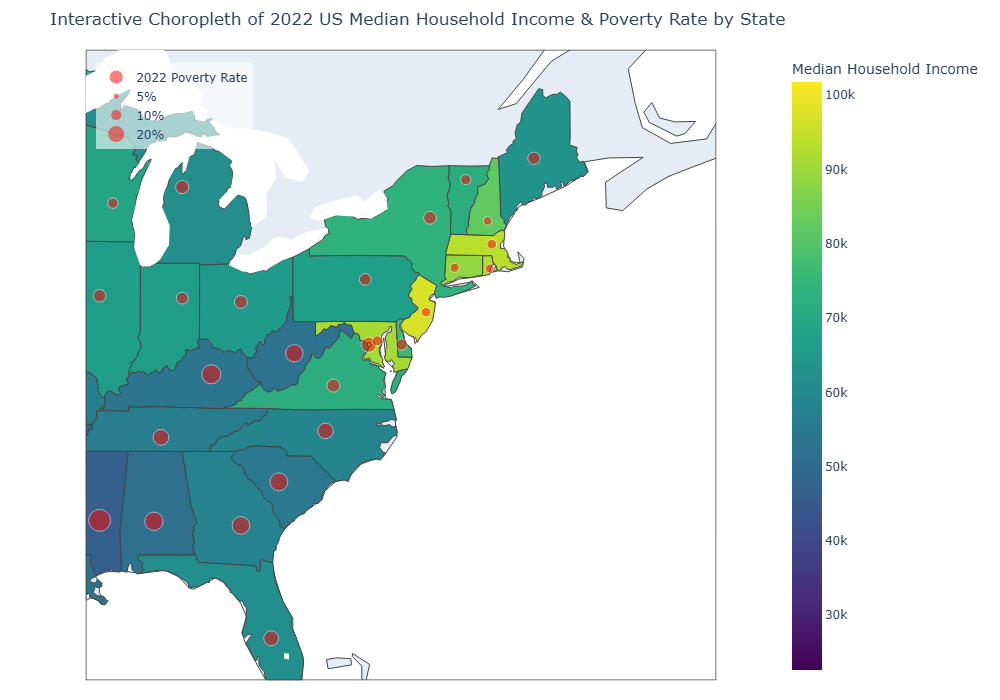 Interactive Choropleth of 2022 US Median Household Income & Poverty Rate by State
2022 Poverty Rate
5%
10%
20%
Median Household Income
100k
90k
80k
70k
60k
50k
40k
30k